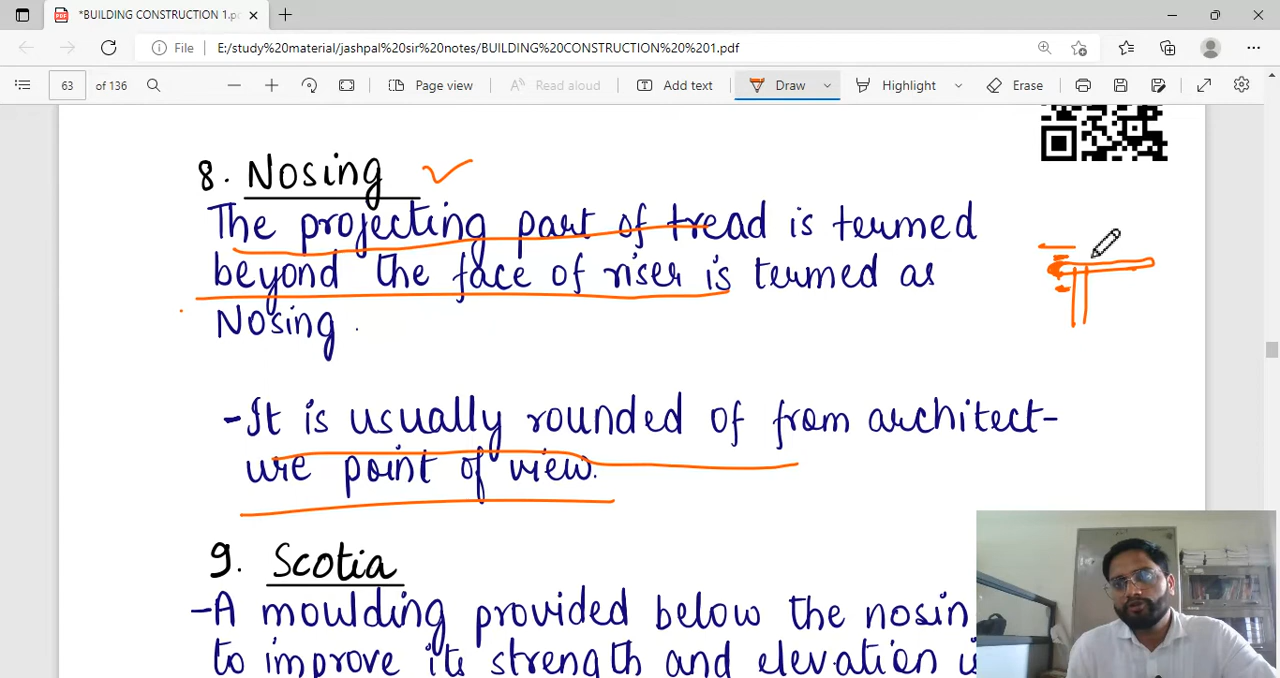 *BUILDING CONSTRUCTION 1.p
File E:/study%20material/jashpal%20sir%20notes/BUILDING%20CONSTRUCTION%20%201.pdf
63 of 136 Page view Read aloud Add text Draw Highlight Erase
8. Nosing
The projecting part of tread is termed
beyond the face of riser is termed as
Nosing.
-It is usually rounded of from architect-
ure point of view.
9. Scotia
-A moulding provided below the nosin
to improve its strength and elevation is